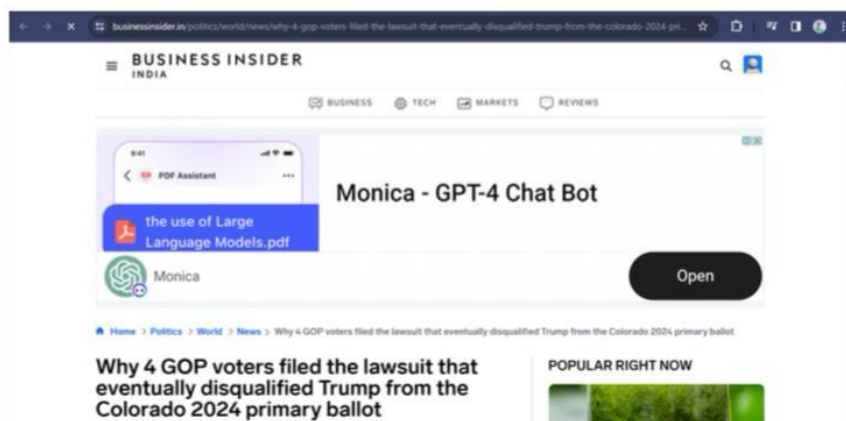 businessinsider.in/politics/world/news/why-4-gop-voters-filed-the-lawsuit-that-eventually-disqualified-trump-from-the-colorado-2024-pri...
BUSINESS INSIDER
INDIA
BUSINESS TECH MARKETS REVIEWS
9:41
PDF Assistant
the use of Large
Language Models.pdf
Monica - GPT-4 Chat Bot
Monica
Open
Home > Politics > World > News > Why 4 GOP voters filed the lawsuit that eventually disqualified Trump from the Colorado 2024 primary ballot
Why 4 GOP voters filed the lawsuit that
eventually disqualified Trump from the
Colorado 2024 primary ballot
POPULAR RIGHT NOW